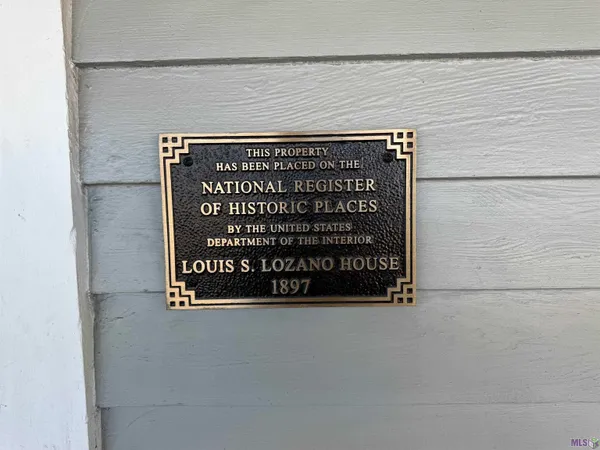 THIS PROPERTY
HAS BEEN PLACED ON THE
NATIONAL REGISTER
OF HISTORIC PLACES
BY THE UNITED STATES
DEPARTMENT OF THE INTERIOR
LOUIS S. LOZANO HOUSE
1897
MLS